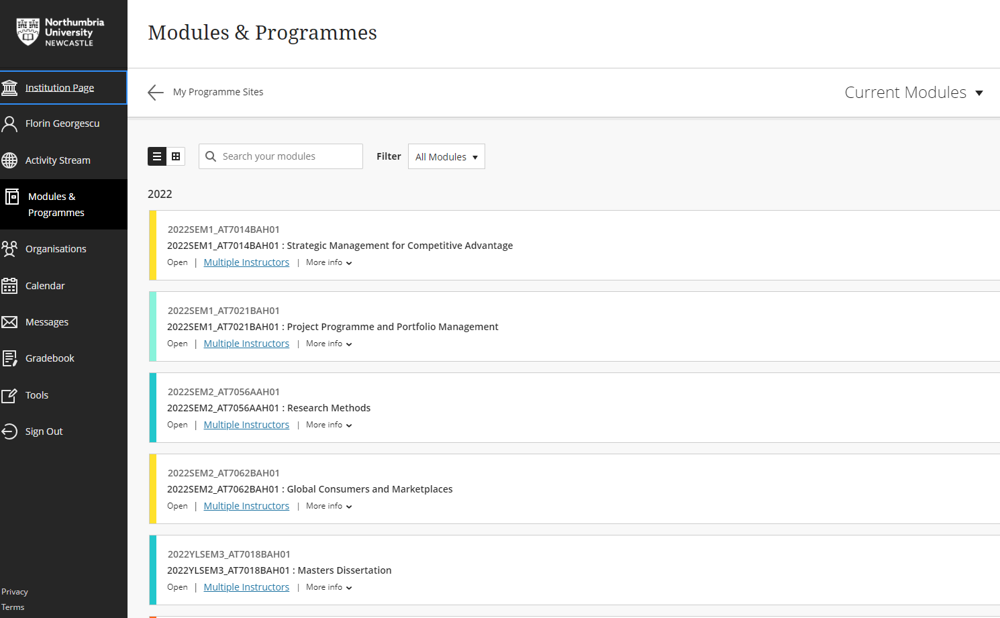 Northumbria
University
NEWCASTLE
Institution Page
Florin Georgescu
Activity Stream
Modules &
Programmes
Organisations
Calendar
Messages
Gradebook
Tools
Sign Out
Privacy
Terms
Modules & Programmes
My Programme Sites
Current Modules
Search your modules
Filter
All Modules
2022
2022SEM1_AT7014BAH01
2022SEM1_AT7014BAH01 : Strategic Management for Competitive Advantage
Open | Multiple Instructors | More info
2022SEM1_AT7021BAH01
2022SEM1_AT7021BAH01 : Project Programme and Portfolio Management
Open | Multiple Instructors | More info
2022SEM2_AT7056AAH01
2022SEM2_AT7056AAH01 : Research Methods
Open | Multiple Instructors | More info
2022SEM2_AT7062BAH01
2022SEM2_AT7062BAH01 : Global Consumers and Marketplaces
Open | Multiple Instructors | More info
2022YLSEM3_AT7018BAH01
2022YLSEM3_AT7018BAH01 : Masters Dissertation
Open | Multiple Instructors | More info